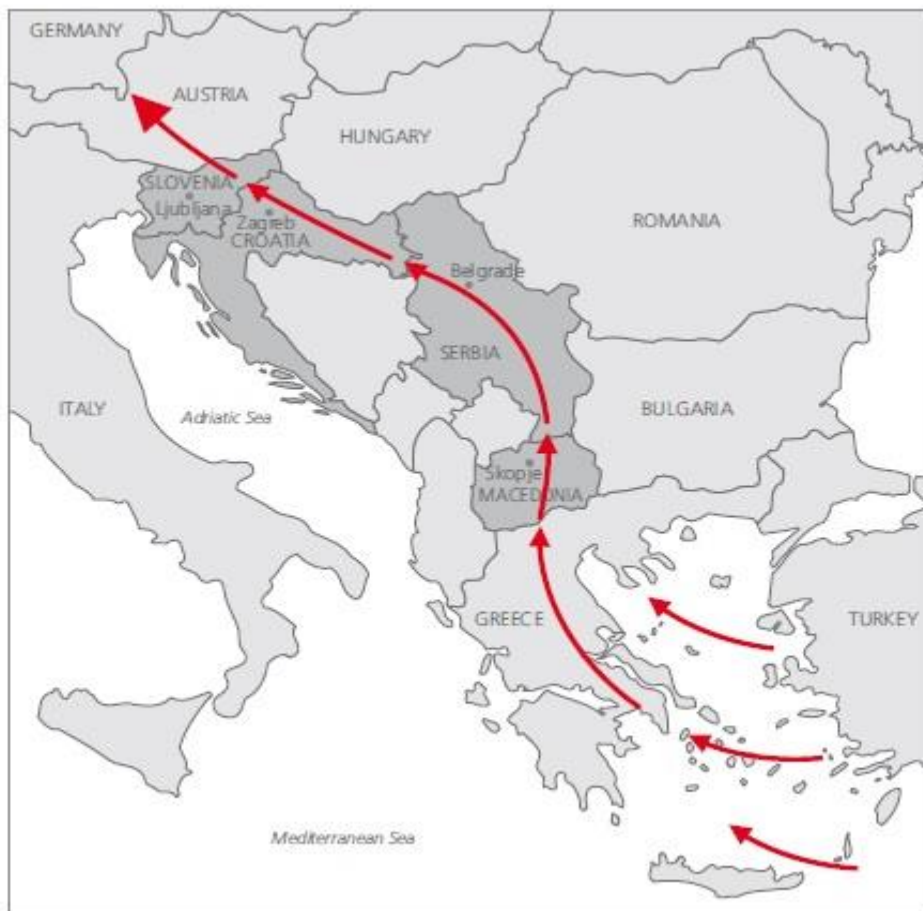 GERMANY
AUSTRIA
HUNGARY
SLOVENIA
Ljubljana
Zagreb
CROATIA
ROMANIA
Belgrade
SERBIA
ITALY
Adriatic Sea
BULGARIA
Skopje
MACEDONIA
GREECE
TURKEY
Mediterranean Sea